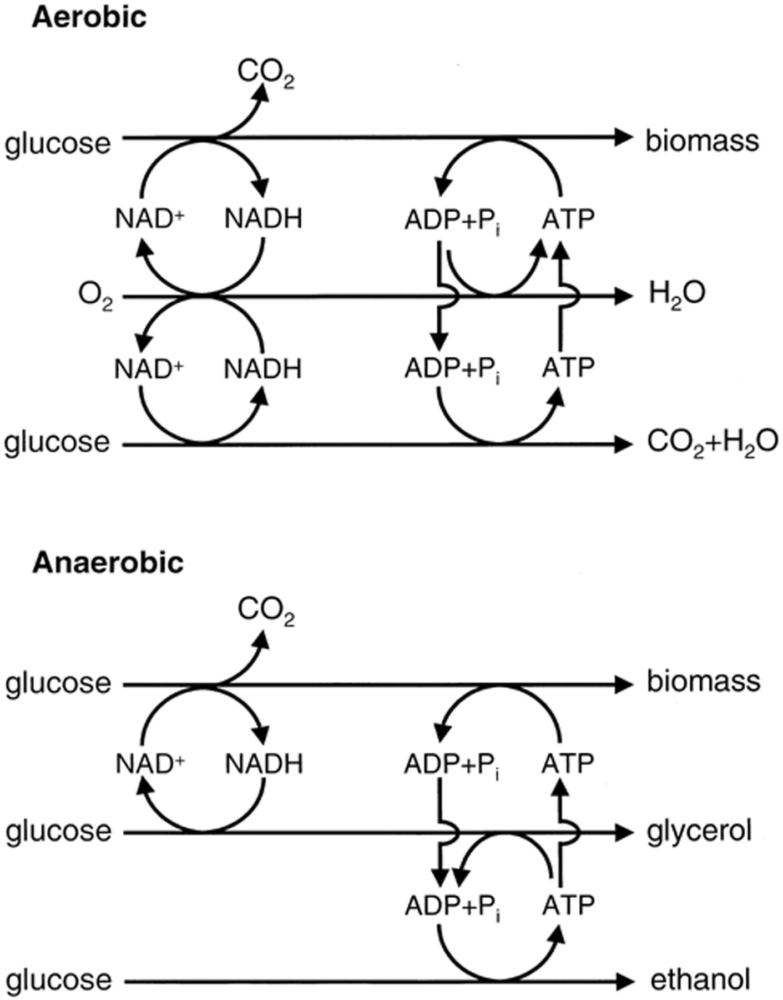 Aerobic
CO₂
glucose biomass
NAD⁺ NADH ADP+Pᵢ ATP
O₂ H₂O
NAD⁺ NADH ADP+Pᵢ ATP
glucose CO₂+H₂O
Anaerobic
CO₂
glucose biomass
NAD⁺ NADH ADP+Pᵢ ATP
glucose glycerol
ADP+Pᵢ ATP
glucose ethanol